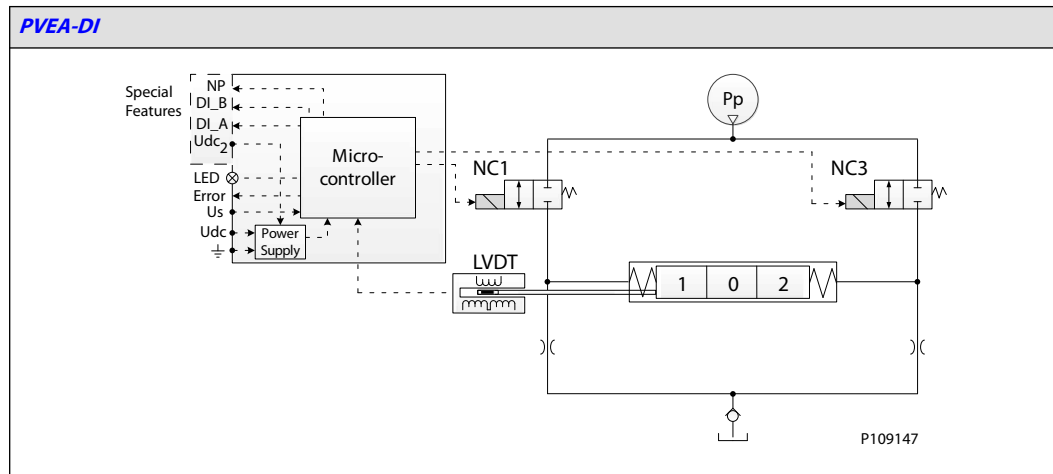 PVEA-DI
Special
Features
NP
DI_B
DI_A
Udc2
LED
Error
Us
Udc
Micro-
controller
Power
Supply
Pp
NC1
NC3
LVDT
1 0 2
P109147